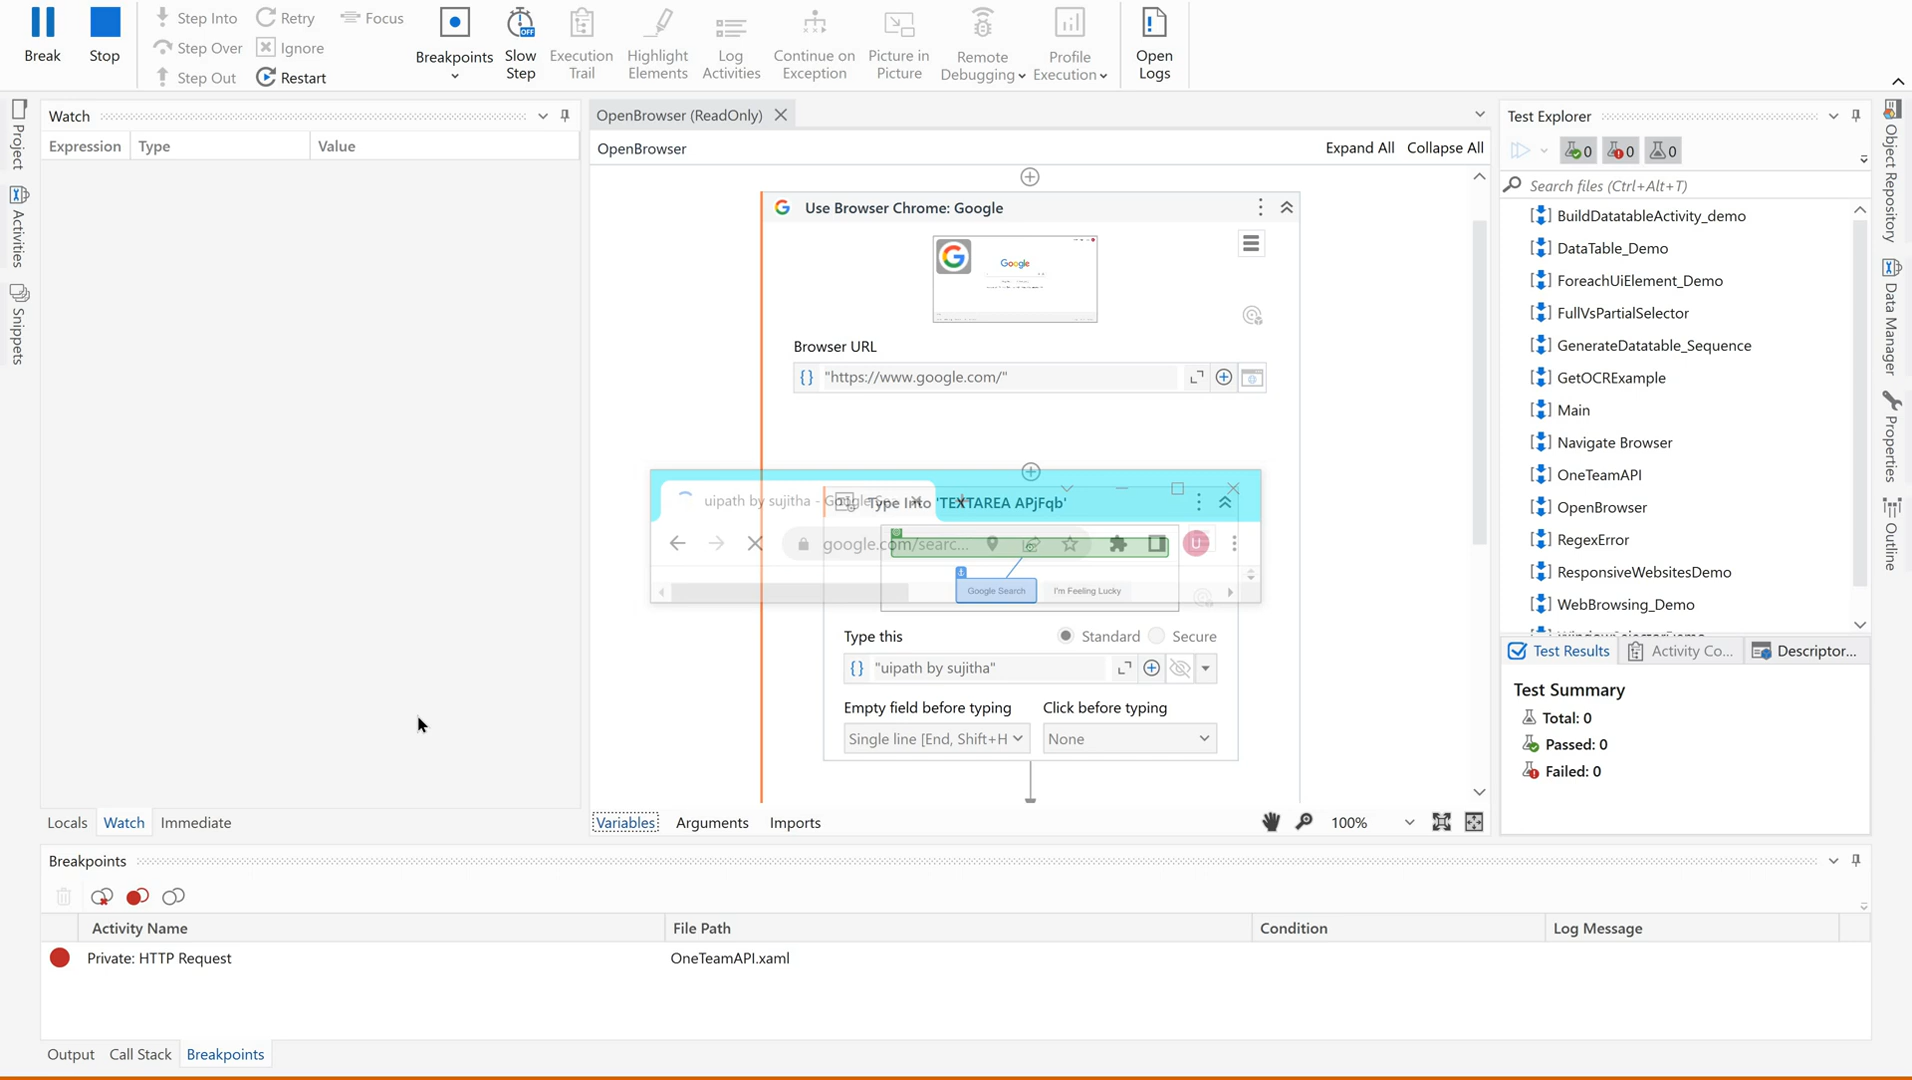 Break
Stop
Step Into
Step Over
Step Out
Retry
Ignore
Restart
Focus
Breakpoints
Slow Step
OFF
Execution Trail
Highlight Elements
Log Activities
Continue on Exception
Picture in Picture
Remote Debugging
Profile Execution
Open Logs
Project
Activities
Snippets
Watch
Expression Type Value
Locals Watch Immediate
OpenBrowser (ReadOnly)
OpenBrowser
Expand All Collapse All
Use Browser Chrome: Google
Google
Browser URL
"https://www.google.com/"
uipath by sujitha - Google Sea
Type Into 'TEXTAREA APjFqb'
google.com/searc...
U
Google Search
I'm Feeling Lucky
Type this
Standard Secure
"uipath by sujitha"
Empty field before typing Click before typing
Single line [End, Shift+H
None
Variables Arguments Imports
100%
Test Explorer
0 0 0
Search files (Ctrl+Alt+T)
BuildDatatableActivity_demo
DataTable_Demo
ForeachUiElement_Demo
FullVsPartialSelector
GenerateDatatable_Sequence
GetOCRExample
Main
Navigate Browser
OneTeamAPI
OpenBrowser
RegexError
ResponsiveWebsitesDemo
WebBrowsing_Demo
Test Results
Activity Co...
Descriptor...
Test Summary
Total: 0
Passed: 0
Failed: 0
Object Repository
Data Manager
Properties
Outline
Breakpoints
Activity Name File Path Condition Log Message
Private: HTTP Request OneTeamAPI.xaml
Output Call Stack Breakpoints